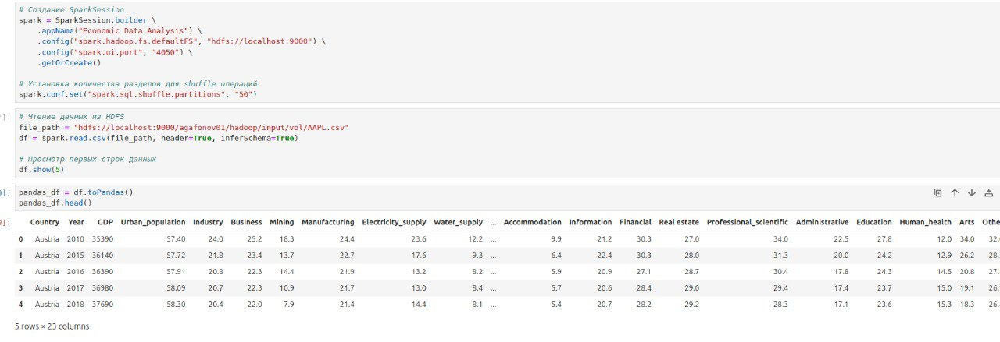 # Создание SparkSession
spark = SparkSession.builder \
.appName("Economic Data Analysis") \
.config("spark.hadoop.fs.defaultFS", "hdfs://localhost:9000") \
.config("spark.ui.port", "4050") \
.getOrCreate()
# Установка количества разделов для shuffle операций
spark.conf.set("spark.sql.shuffle.partitions", "50")
]:
# Чтение данных из HDFS
file_path = "hdfs://localhost:9000/agafonov01/hadoop/input/vol/AAPL.csv"
df = spark.read.csv(file_path, header=True, inferSchema=True)
# Просмотр первых строк данных
df.show(5)
]: pandas_df = df.toPandas()
pandas_df.head()
]: Country Year GDP Urban_population Industry Business Mining Manufacturing Electricity_supply Water_supply ... Accommodation Information Financial Real estate Professional_scientific Administrative Education Human_health Arts Othe
0 Austria 2010 35390 57.40 24.0 25.2 18.3 24.4 23.6 12.2 ... 9.9 21.2 30.3 27.0 34.0 22.5 27.8 12.0 34.0 32.
1 Austria 2015 36140 57.72 21.8 23.4 13.7 22.7 17.6 9.3 ... 6.4 22.4 30.3 28.0 31.3 20.0 24.2 12.9 26.2 28.
2 Austria 2016 36390 57.91 20.8 22.3 14.4 21.9 13.2 8.2 ... 5.9 20.9 27.1 28.7 30.4 17.8 24.3 14.5 20.8 27.
3 Austria 2017 36980 58.09 20.7 22.3 10.9 21.7 13.0 8.4 ... 5.7 20.6 28.4 29.0 29.4 17.4 23.7 15.0 19.1 26.
4 Austria 2018 37690 58.30 20.4 22.0 7.9 21.4 14.4 8.1 ... 5.4 20.7 28.2 29.2 28.3 17.1 23.6 15.3 18.3 26.
5 rows × 23 columns